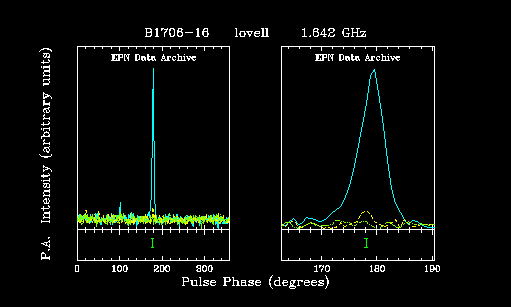 B1706-16 lovell 1.642 GHz
EPN Data Archive EPN Data Archive
P.A. Intensity (arbitrary units)
0 100 200 300 170 180 190
Pulse Phase (degrees)